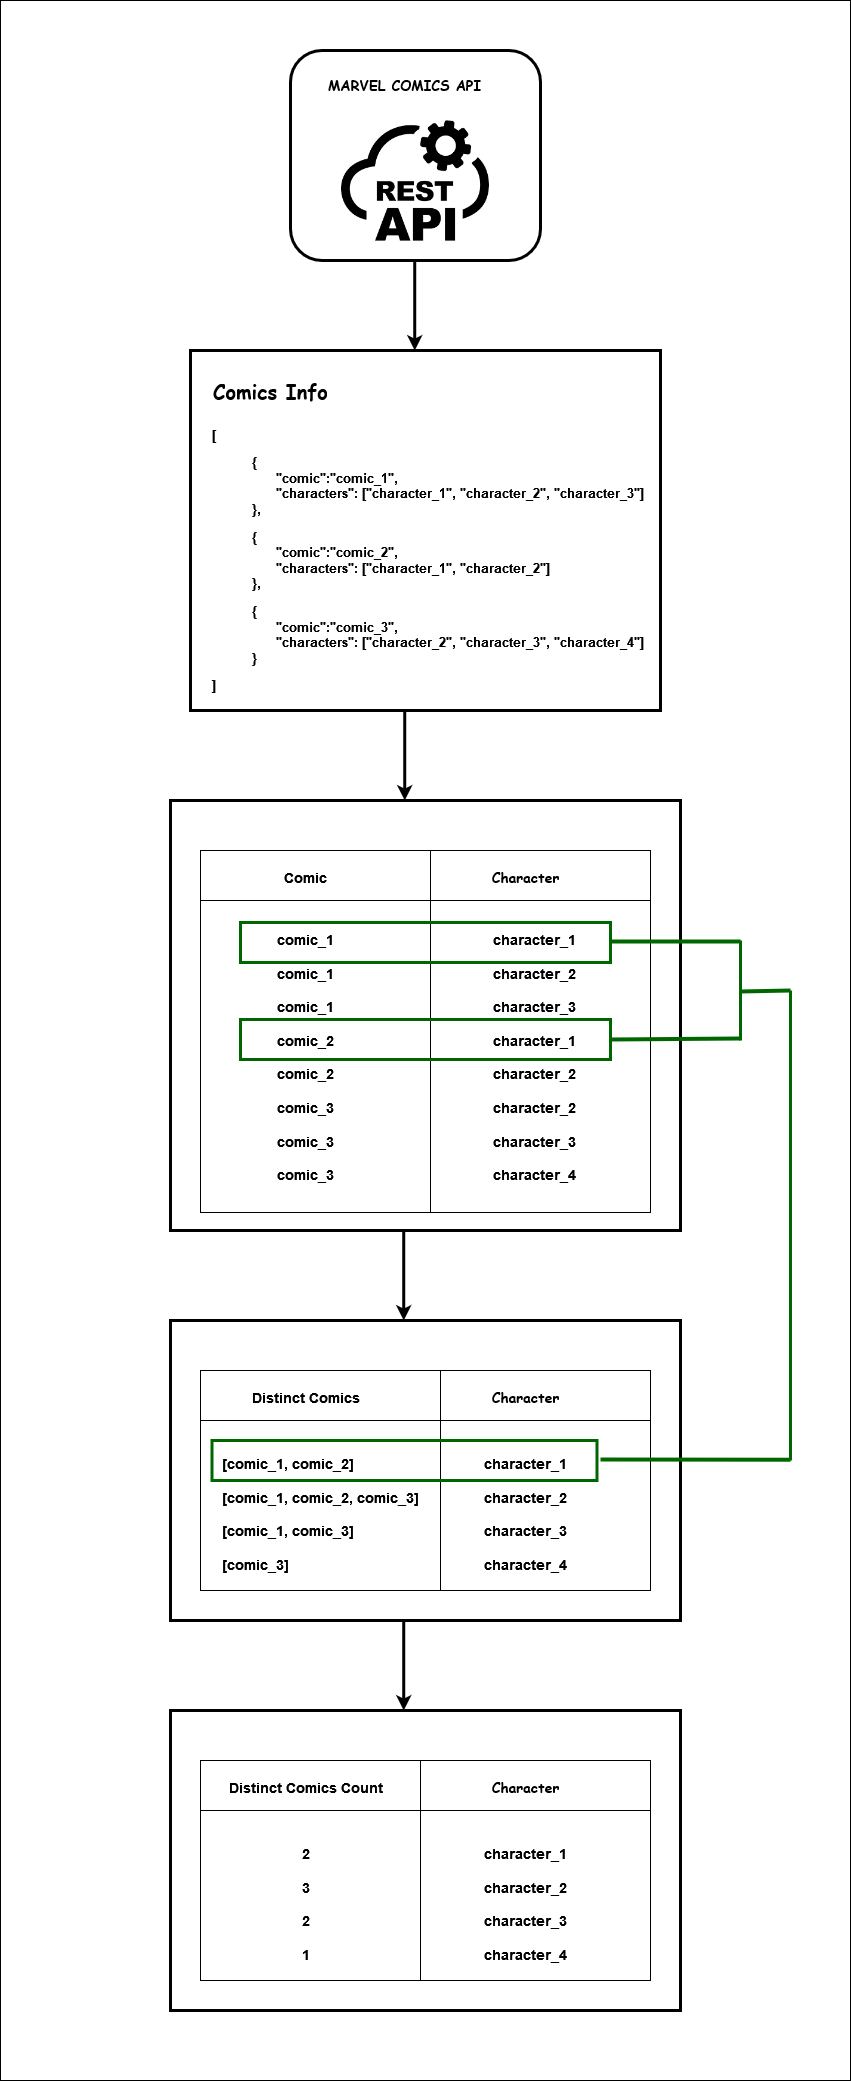 MARVEL COMICS API
REST
API
Comics Info
[
{
"comic":"comic_1",
"characters": ["character_1", "character_2", "character_3"]
},
{
"comic":"comic_2",
"characters": ["character_1", "character_2"]
},
{
"comic":"comic_3",
"characters": ["character_2", "character_3", "character_4"]
}
]
Comic Character
comic_1 character_1
comic_1 character_2
comic_1 character_3
comic_2 character_1
comic_2 character_2
comic_3 character_2
comic_3 character_3
comic_3 character_4
Distinct Comics Character
[comic_1, comic_2] character_1
[comic_1, comic_2, comic_3] character_2
[comic_1, comic_3] character_3
[comic_3] character_4
Distinct Comics Count Character
2 character_1
3 character_2
2 character_3
1 character_4